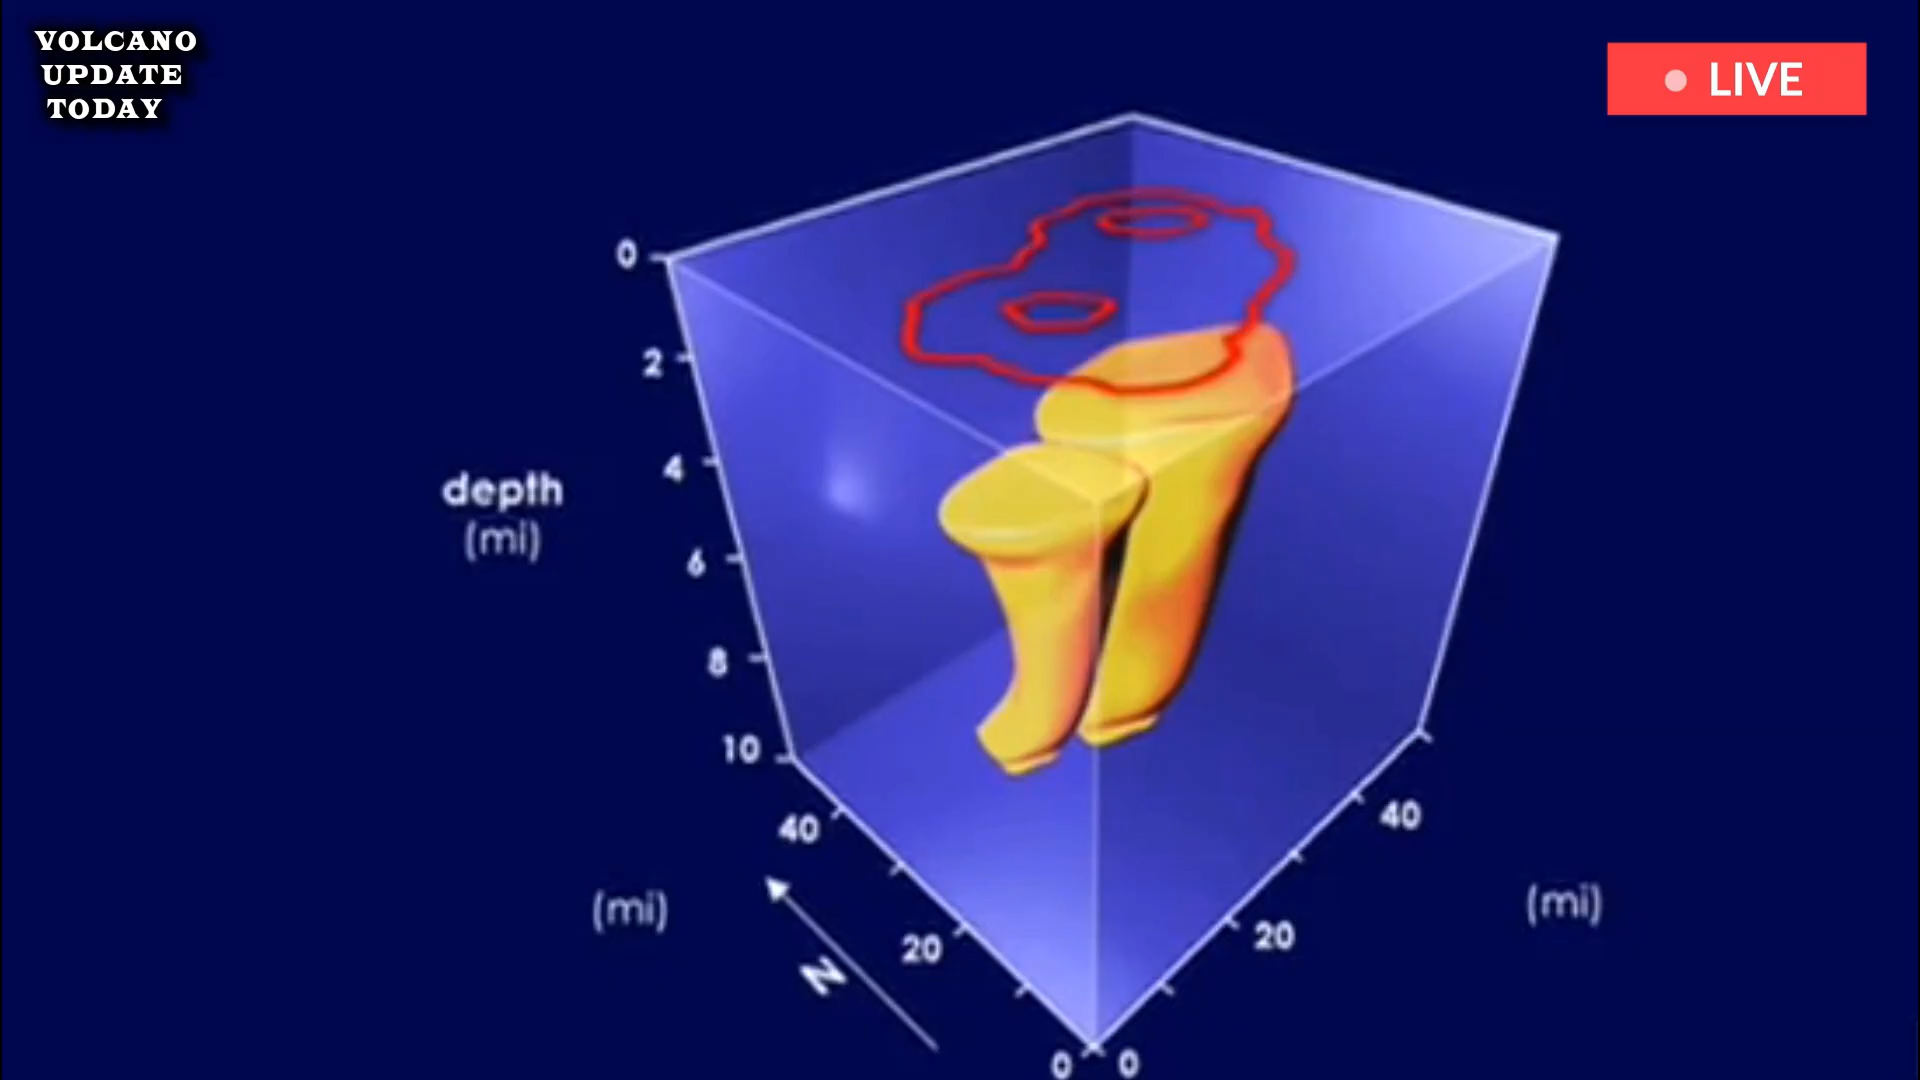 VOLCANO
UPDATE
TODAY
LIVE
0
2
4
depth
(mi)
6
8
10
40
40
(mi)
(mi)
20
20
N
0
0